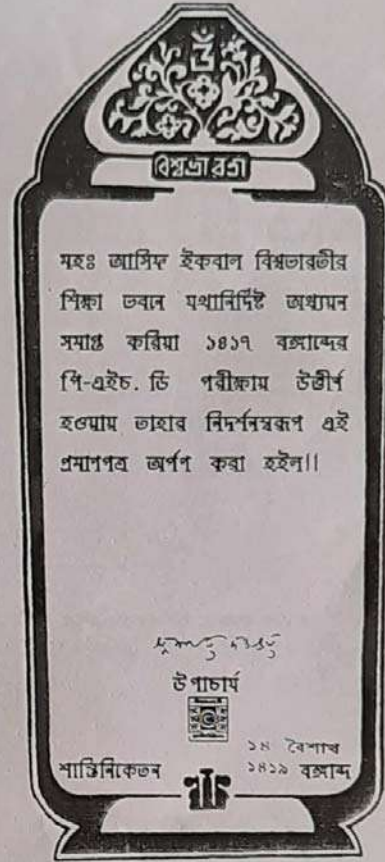 ওঁ
বিশ্বভারতী
মহঃ আসিফ ইকবাল বিশ্বভারতীর
শিক্ষা ভবনে যথানির্দিষ্ট অধ্যয়ন
সমাপ্ত করিয়া ১৪১৭ বঙ্গাব্দের
পি-এইচ. ডি পরীক্ষায় উত্তীর্ণ
হওয়ায় তাহার নিদর্শনস্বরূপ এই
প্রমাণপত্র অর্পণ করা হইল॥
উপাচার্য
১৪ বৈশাখ
শান্তিনিকেতন ১৪১৯ বঙ্গাব্দ